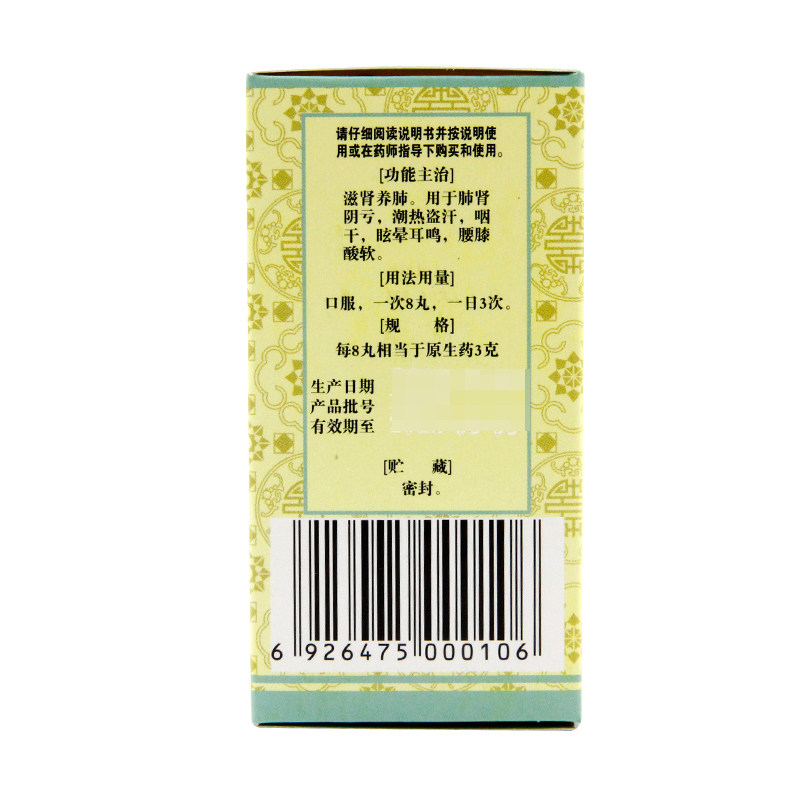 请仔细阅读说明书并按说明使
用或在药师指导下购买和使用。
[功能主治]
滋肾养肺。用于肺肾
阴亏，潮热盗汗，咽
干，眩晕耳鸣，腰膝
酸软。
[用法用量]
口服，一次8丸，一日3次。
[规 格]
每8丸相当于原生药3克
生产日期
产品批号
有效期至
[贮 藏]
密封。
6 926475 000106